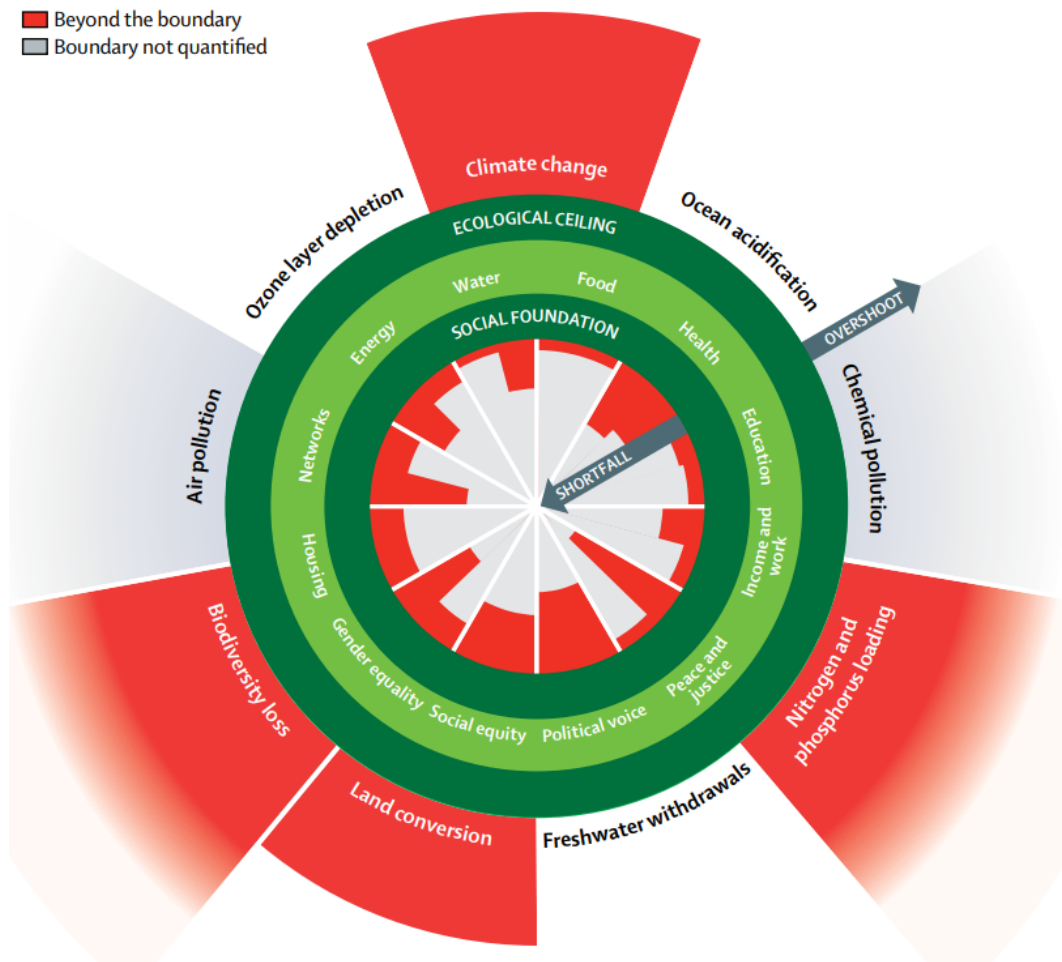 Beyond the boundary
Boundary not quantified
Climate change
Ozone layer depletion
Ocean acidification
ECOLOGICAL CEILING
Water
Food
Energy
SOCIAL FOUNDATION
Health
OVERSHOOT
Networks
Education
Air pollution
SHORTFALL
Chemical pollution
Housing
Income and
work
Biodiversity loss
Gender equality
Social equity
Political voice
Peace and
justice
Nitrogen and
phosphorus loading
Land conversion
Freshwater withdrawals